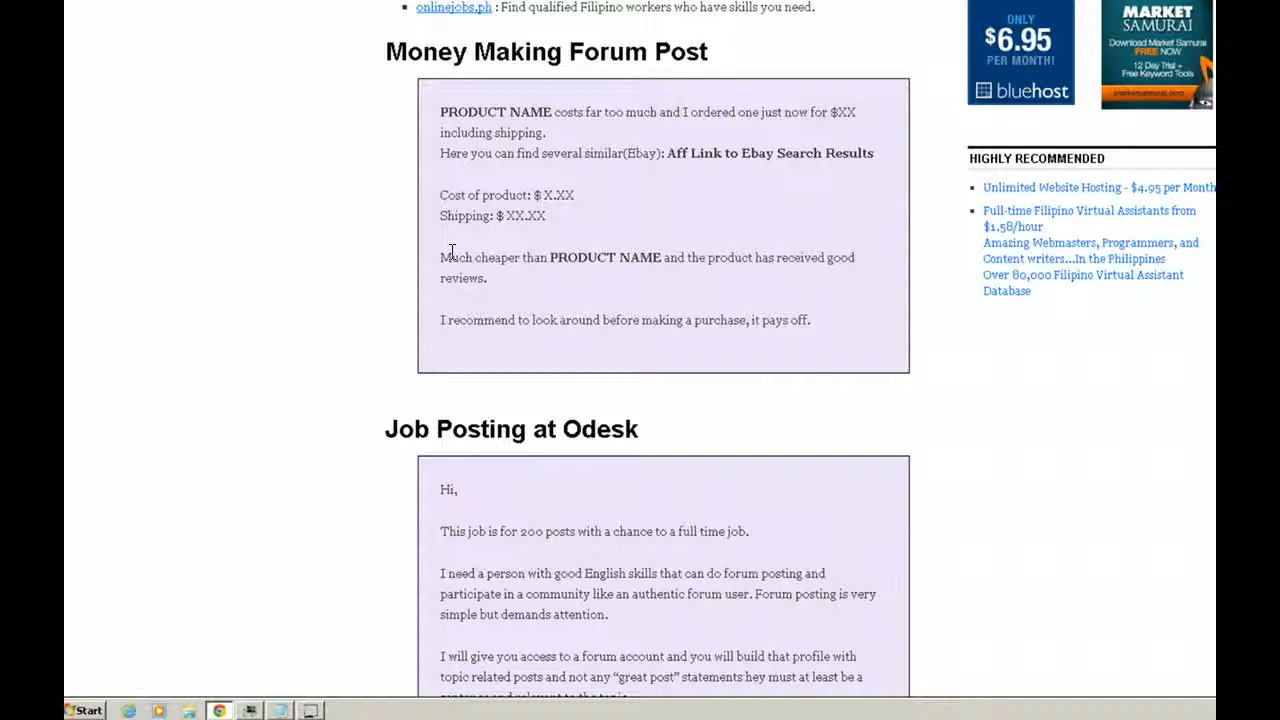 onlinejobs.ph : Find qualified Filipino workers who have skills you need.
Money Making Forum Post
PRODUCT NAME costs far too much and I ordered one just now for $XX
including shipping.
Here you can find several similar(Ebay): Aff Link to Ebay Search Results
Cost of product: $ X.XX
Shipping: $ XX.XX
Much cheaper than PRODUCT NAME and the product has received good
reviews.
I recommend to look around before making a purchase, it pays off.
Job Posting at Odesk
Hi,
This job is for 200 posts with a chance to a full time job.
I need a person with good English skills that can do forum posting and
participate in a community like an authentic forum user. Forum posting is very
simple but demands attention.
I will give you access to a forum account and you will build that profile with
topic related posts and not any “great post” statements hey must at least be a
ONLY
$6.95
PER MONTH!
bluehost
MARKET
SAMURAI
Download Market Samurai
FREE NOW
12 Day Trial +
Free Keyword Tools
marketsamurai.com
HIGHLY RECOMMENDED
Unlimited Website Hosting - $4.95 per Month
Full-time Filipino Virtual Assistants from
$1.58/hour
Amazing Webmasters, Programmers, and
Content writers...In the Philippines
Over 80,000 Filipino Virtual Assistant
Database
Start